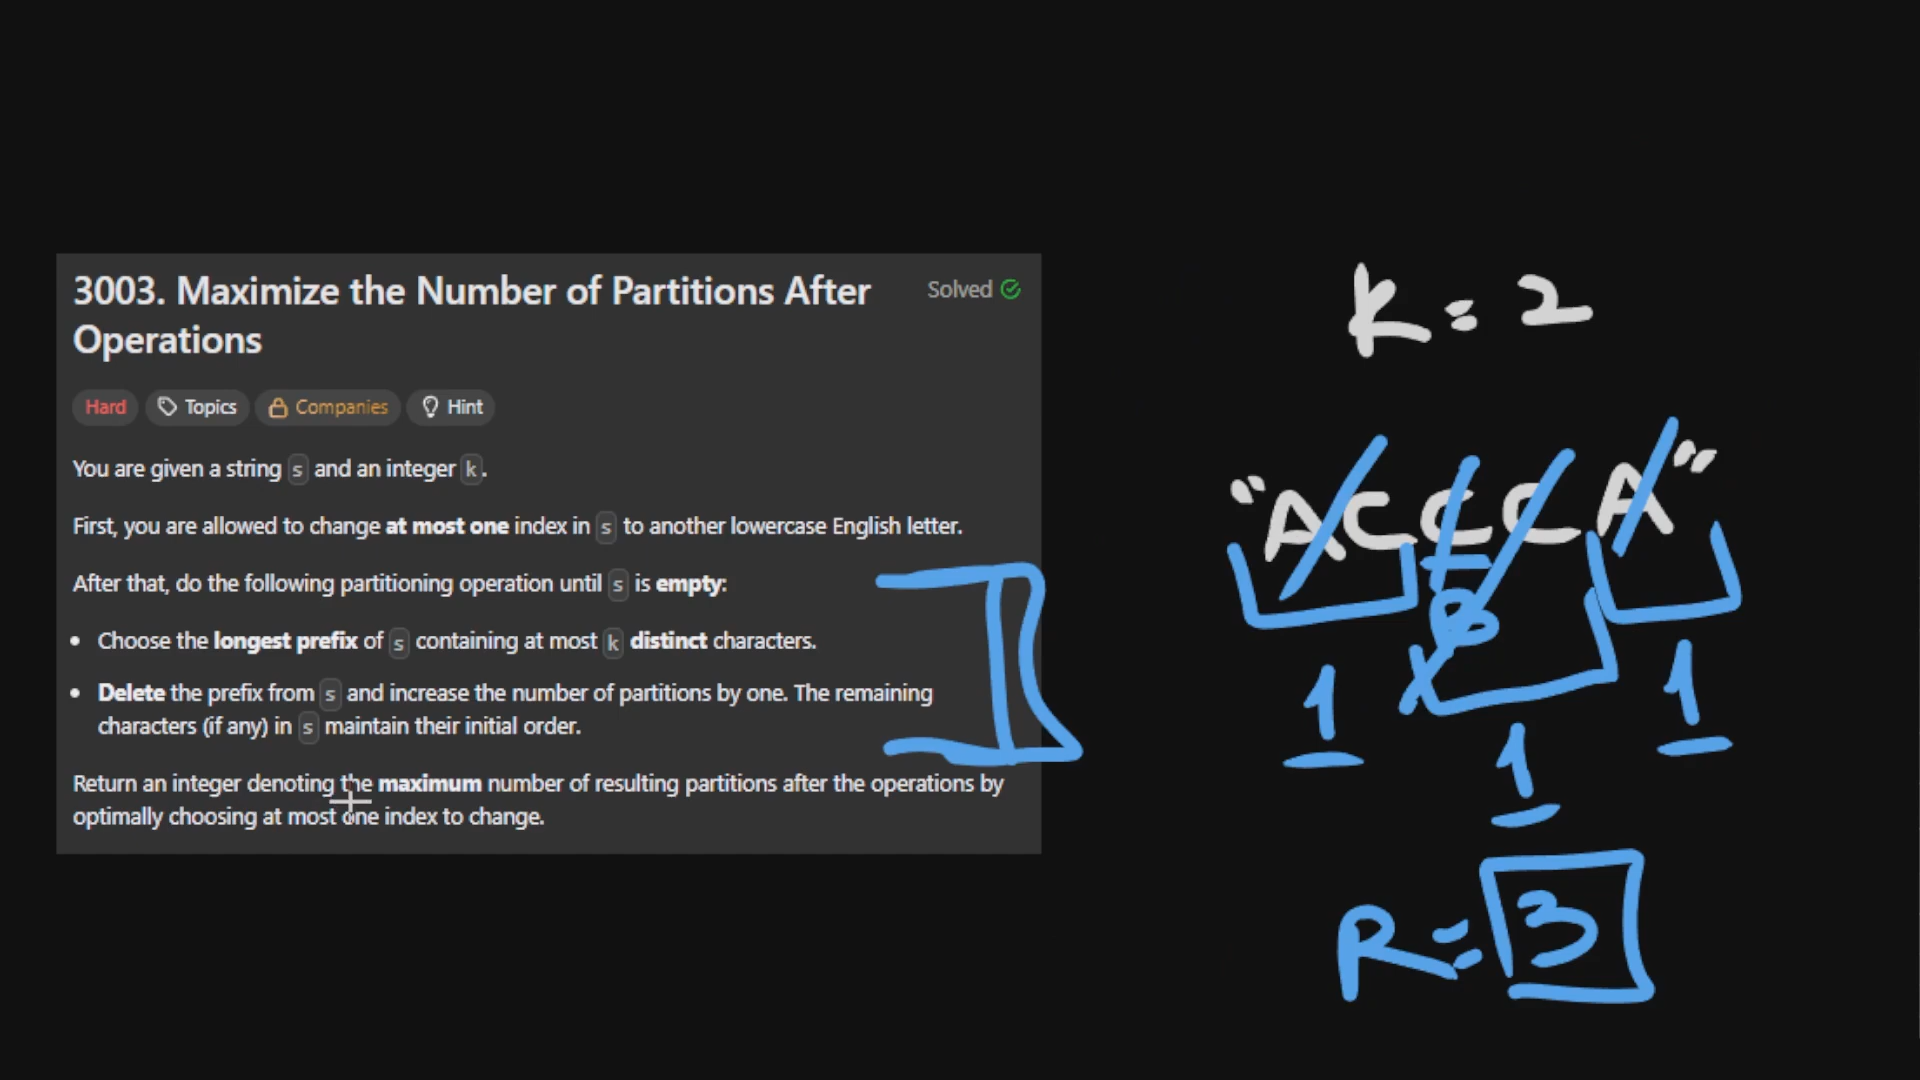 3003. Maximize the Number of Partitions After
Operations
Solved
Hard Topics Companies Hint
You are given a string s and an integer k.
First, you are allowed to change at most one index in s to another lowercase English letter.
After that, do the following partitioning operation until s is empty:
• Choose the longest prefix of s containing at most k distinct characters.
• Delete the prefix from s and increase the number of partitions by one. The remaining
characters (if any) in s maintain their initial order.
Return an integer denoting the maximum number of resulting partitions after the operations by
optimally choosing at most one index to change.
K = 2
"ACCCA"
B
1 1 1
R = 3